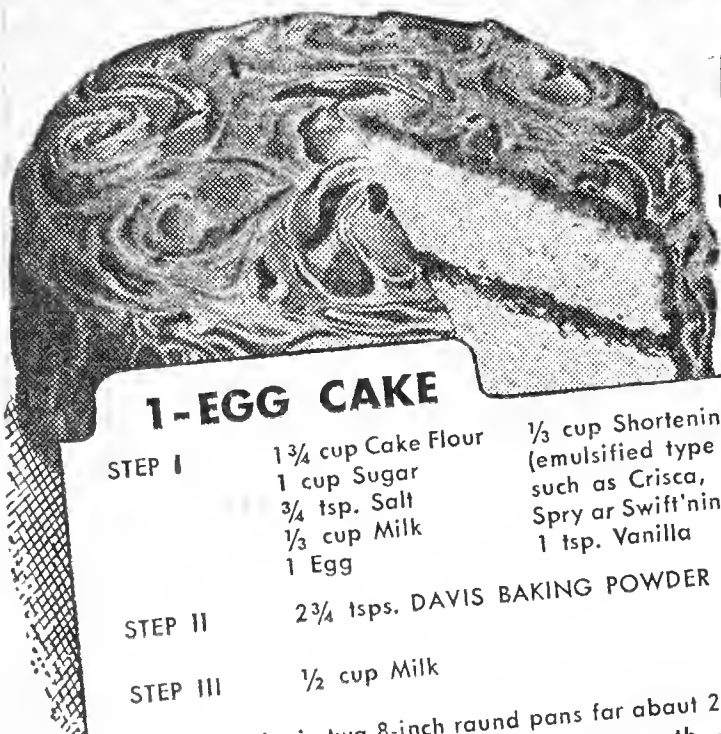 1-EGG CAKE
STEP I
1 3/4 cup Cake Flour
1 cup Sugar
3/4 tsp. Salt
1/3 cup Milk
1 Egg
1/3 cup Shortenin
(emulsified type
such as Crisca,
Spry ar Swift'nin
1 tsp. Vanilla
STEP II
2 3/4 tsps. DAVIS BAKING POWDER
STEP III
1/2 cup Milk
in twa 8-inch raund pans far abaut 2